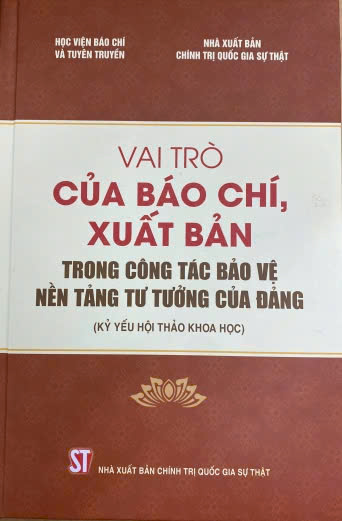 HỌC VIỆN BÁO CHÍ
VÀ TUYÊN TRUYỀN
NHÀ XUẤT BẢN
CHÍNH TRỊ QUỐC GIA SỰ THẬT
VAI TRÒ
CỦA BÁO CHÍ,
XUẤT BẢN
TRONG CÔNG TÁC BẢO VỆ
NỀN TẢNG TƯ TƯỞNG CỦA ĐẢNG
(KỶ YẾU HỘI THẢO KHOA HỌC)
ST
NHÀ XUẤT BẢN CHÍNH TRỊ QUỐC GIA SỰ THẬT